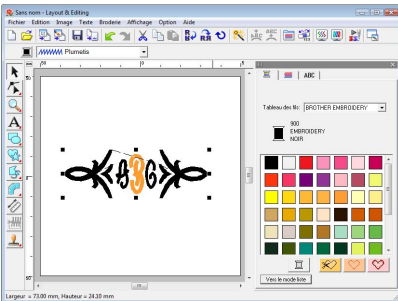 Sans nom - Layout & Editing
Fichier Edition Image Texte Broderie Affichage Option Aide
Plumetis
ABC
Tableau des fils: BROTHER EMBROIDERY
900
EMBROIDERY
NOIR
A
Vers le mode liste
Largeur = 73.00 mm, Hauteur = 24.10 mm